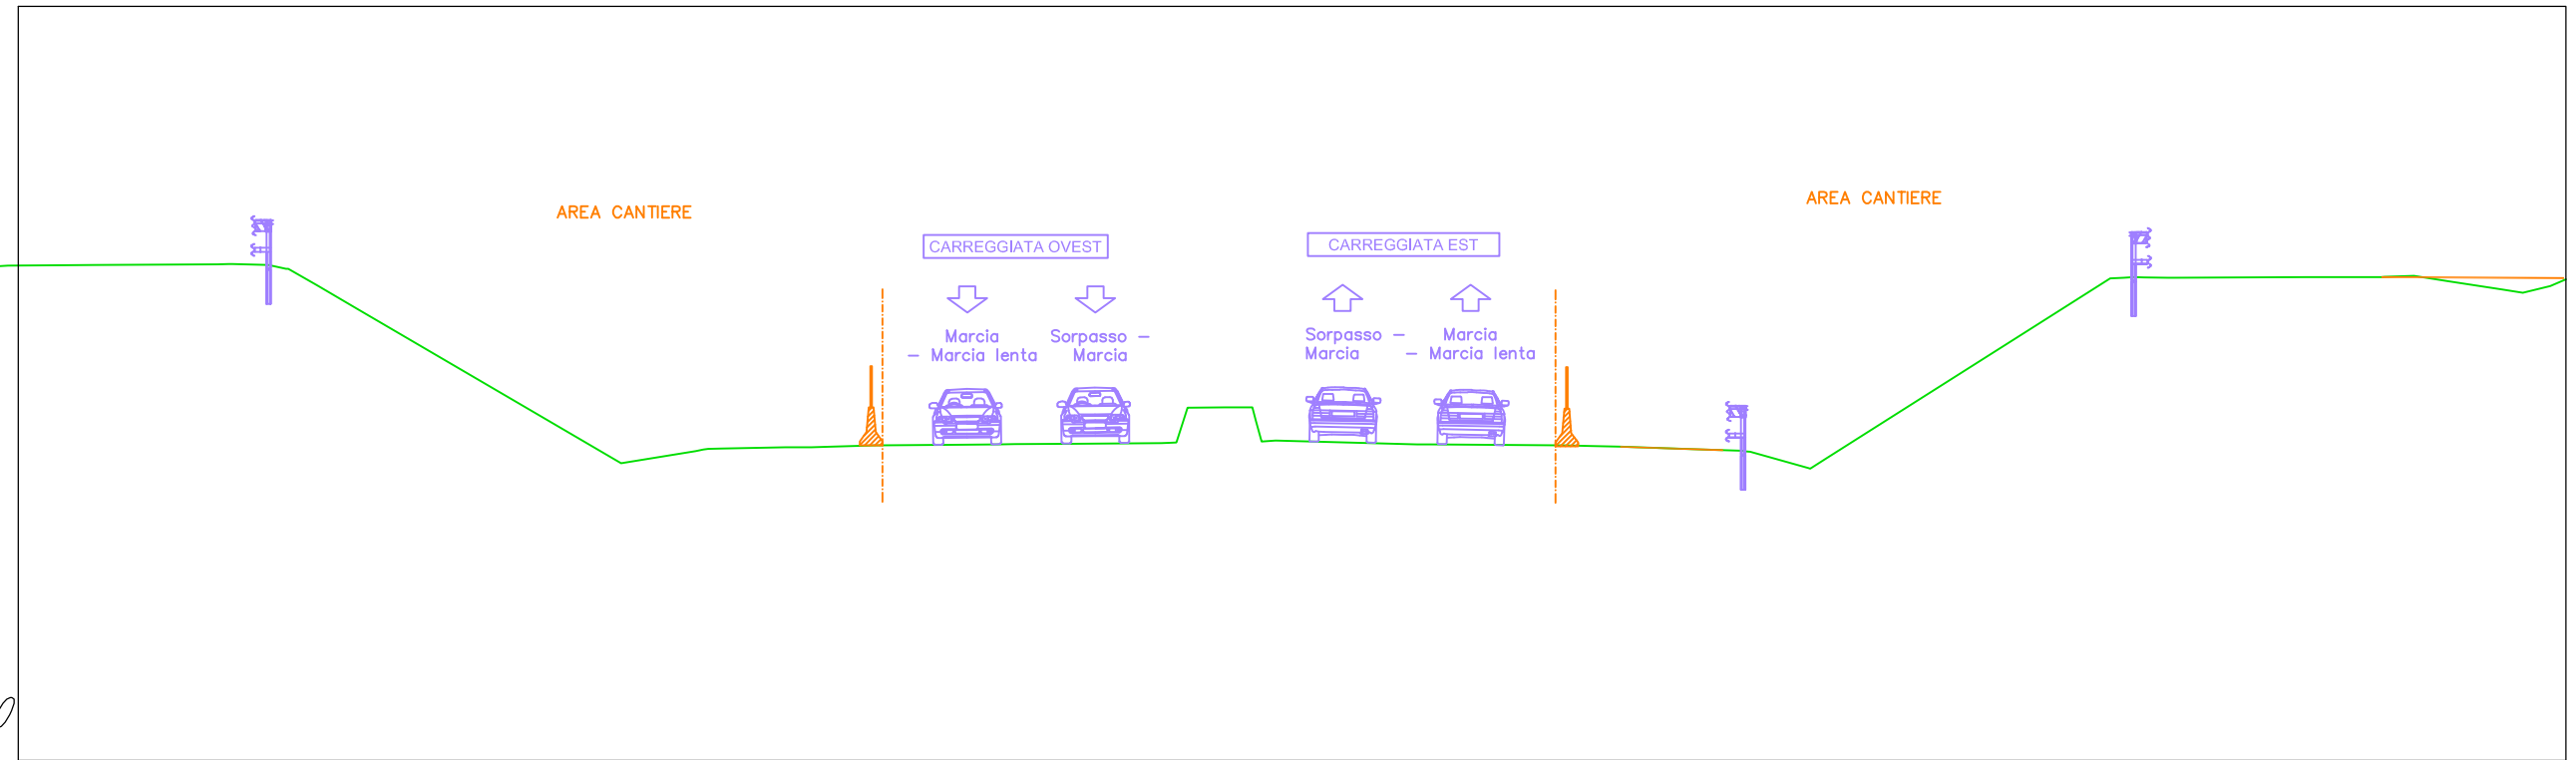 AREA CANTIERE
AREA CANTIERE
CARREGGIATA OVEST
CARREGGIATA EST
Marcia
– Marcia lenta
Sorpasso –
Marcia
Sorpasso –
Marcia
Marcia
– Marcia lenta